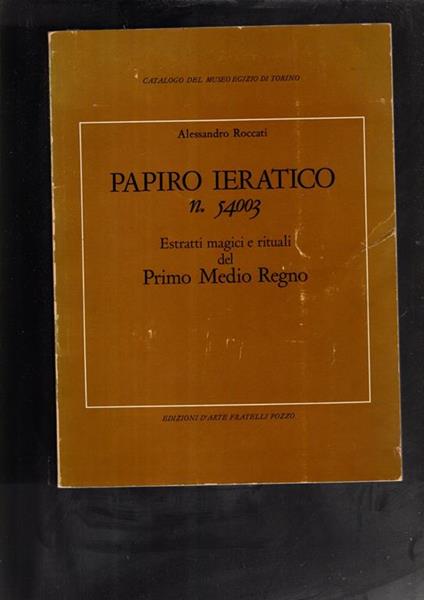 CATALOGO DEL MUSEO EGIZIO DI TORINO
Alessandro Roccati
PAPIRO IERATICO
n. 54003
Estratti magici e rituali
del
Primo Medio Regno
EDIZIONI D'ARTE FRATELLI POZZO